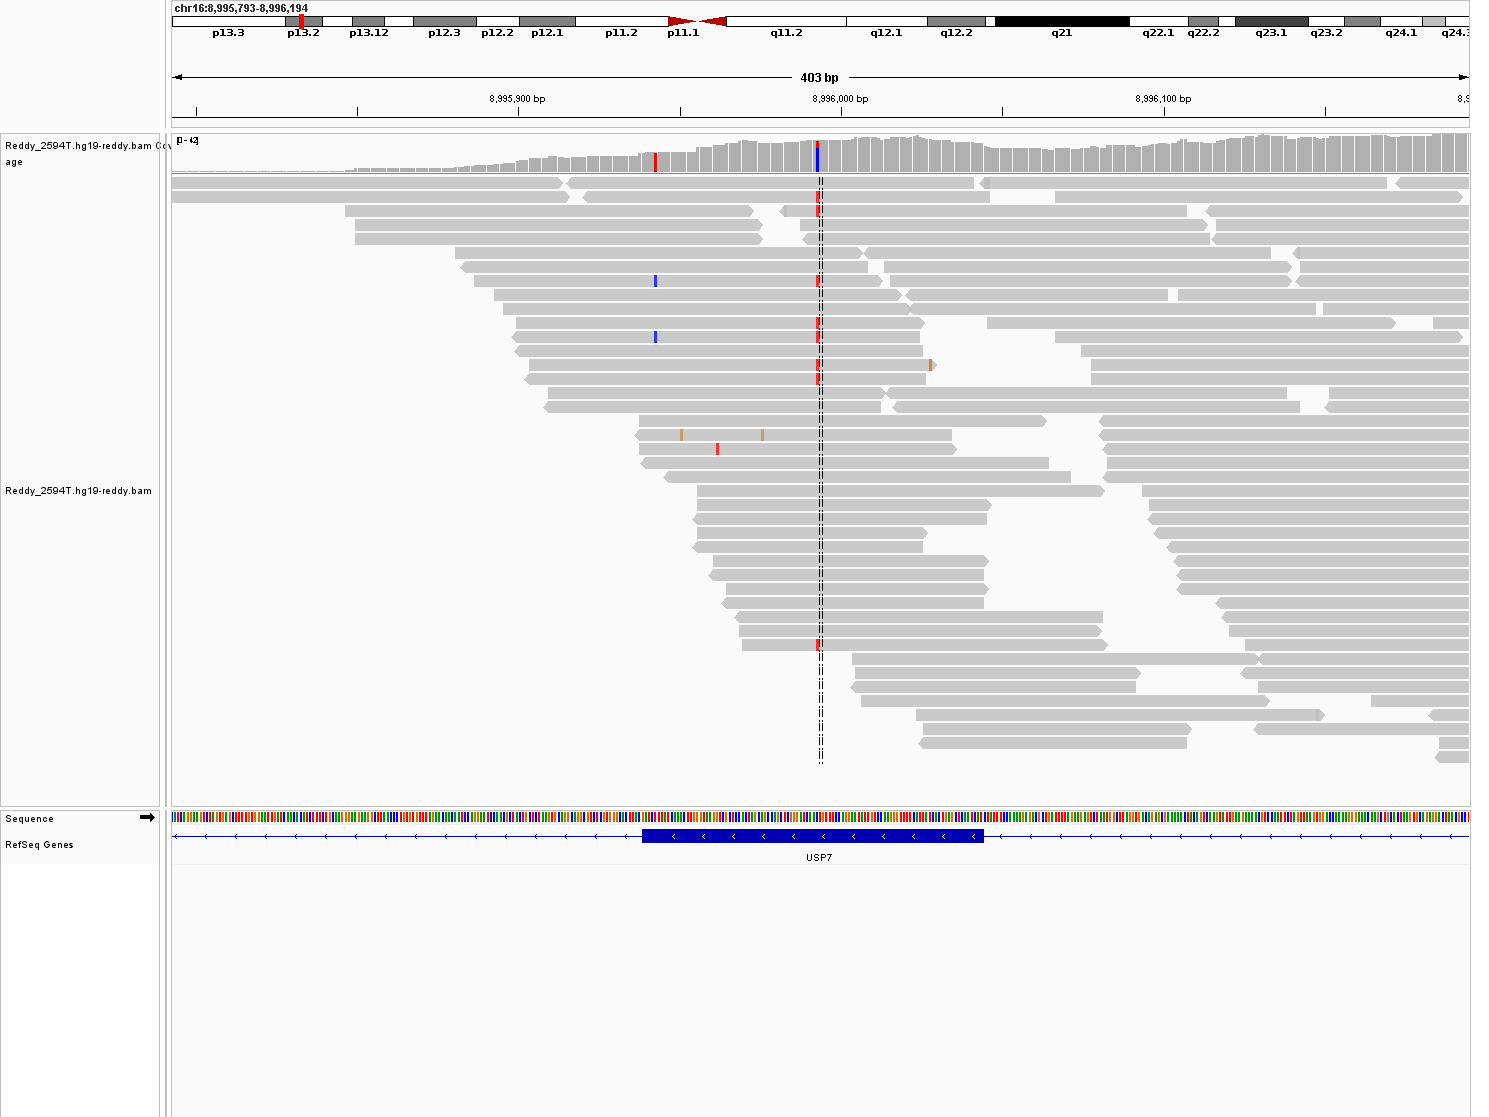 chr16:8,995,793-8,996,194
p13.3 p13.2 p13.12 p12.3 p12.2 p12.1 p11.2 p11.1 q11.2 q12.1 q12.2 q21 q22.1 q22.2 q23.1 q23.2 q24.1 q24.3
403 bp
8,995,900 bp 8,996,000 bp 8,996,100 bp 8,9
Reddy_2594T.hg19-reddy.bam Cov
age
[0 - 42]
Reddy_2594T.hg19-reddy.bam
Sequence
RefSeq Genes
USP7